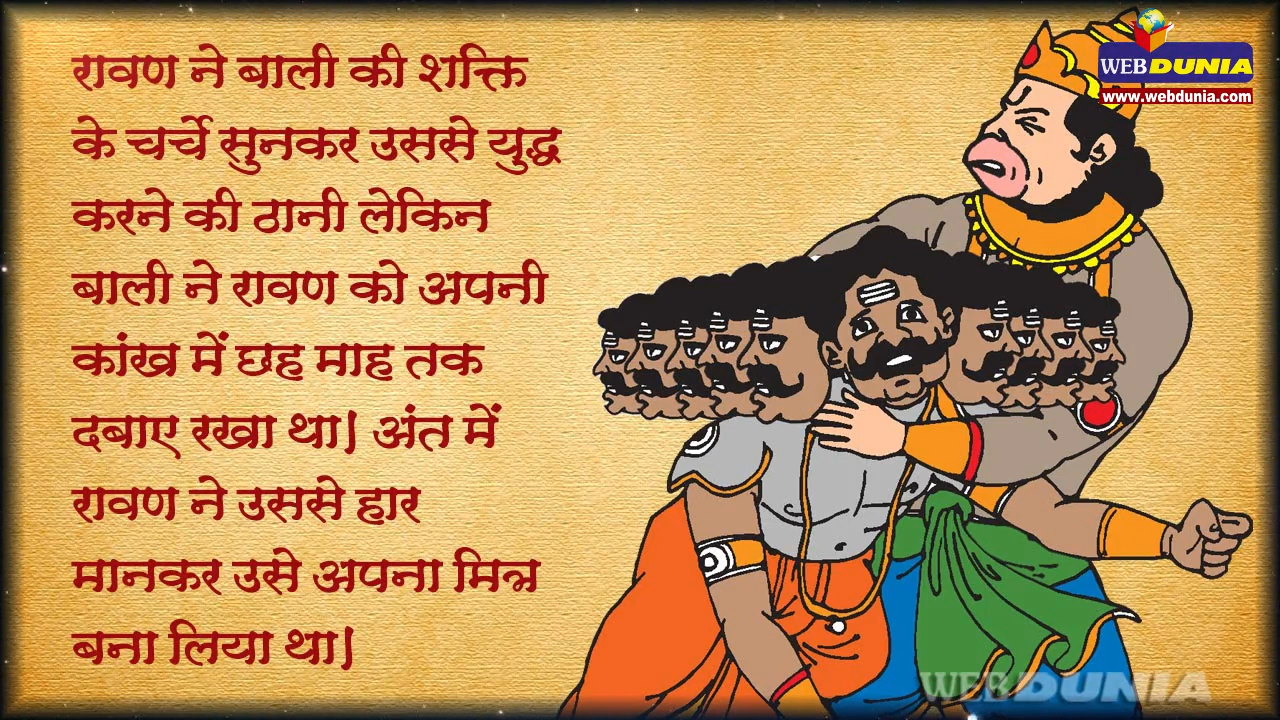 रावण ने बाली की शक्ति
के चर्चे सुनकर उससे युद्ध
करने की ठानी लेकिन
बाली ने रावण को अपनी
कांख में छह माह तक
दबाए रखा था। अंत में
रावण ने उससे हार
मानकर उसे अपना मित्र
बना लिया था।
WEBDUNIA
www.webdunia.com
WEBDUNIA